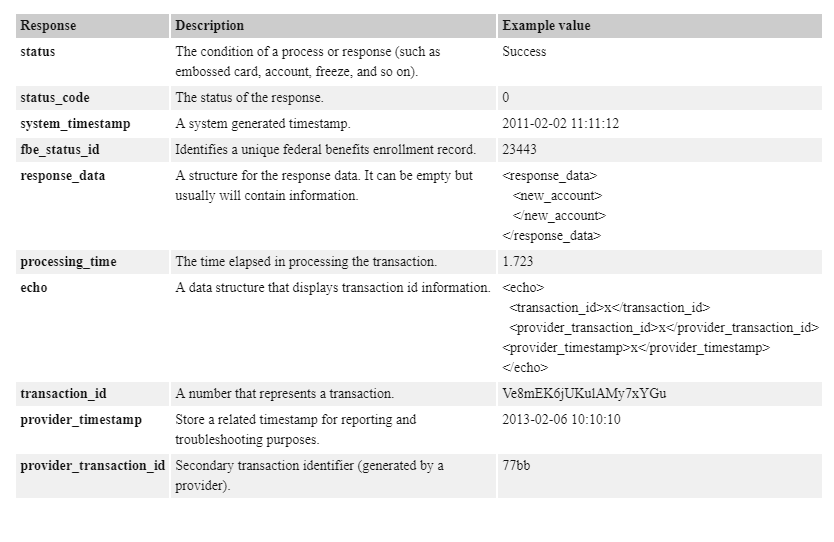 Response Description Example value
status The condition of a process or response (such as Success
embossed card, account, freeze, and so on).
status_code The status of the response. 0
system_timestamp A system generated timestamp. 2011-02-02 11:11:12
fbe_status_id Identifies a unique federal benefits enrollment record. 23443
response_data A structure for the response data. It can be empty but <response_data>
usually will contain information. <new_account>
</new_account>
</response_data>
processing_time The time elapsed in processing the transaction. 1.723
echo A data structure that displays transaction id information. <echo>
<transaction_id>x</transaction_id>
<provider_transaction_id>x</provider_transaction_id>
<provider_timestamp>x</provider_timestamp>
</echo>
transaction_id A number that represents a transaction. Ve8mEK6jUKulAMy7xYGu
provider_timestamp Store a related timestamp for reporting and 2013-02-06 10:10:10
troubleshooting purposes.
provider_transaction_id Secondary transaction identifier (generated by a 77bb
provider).